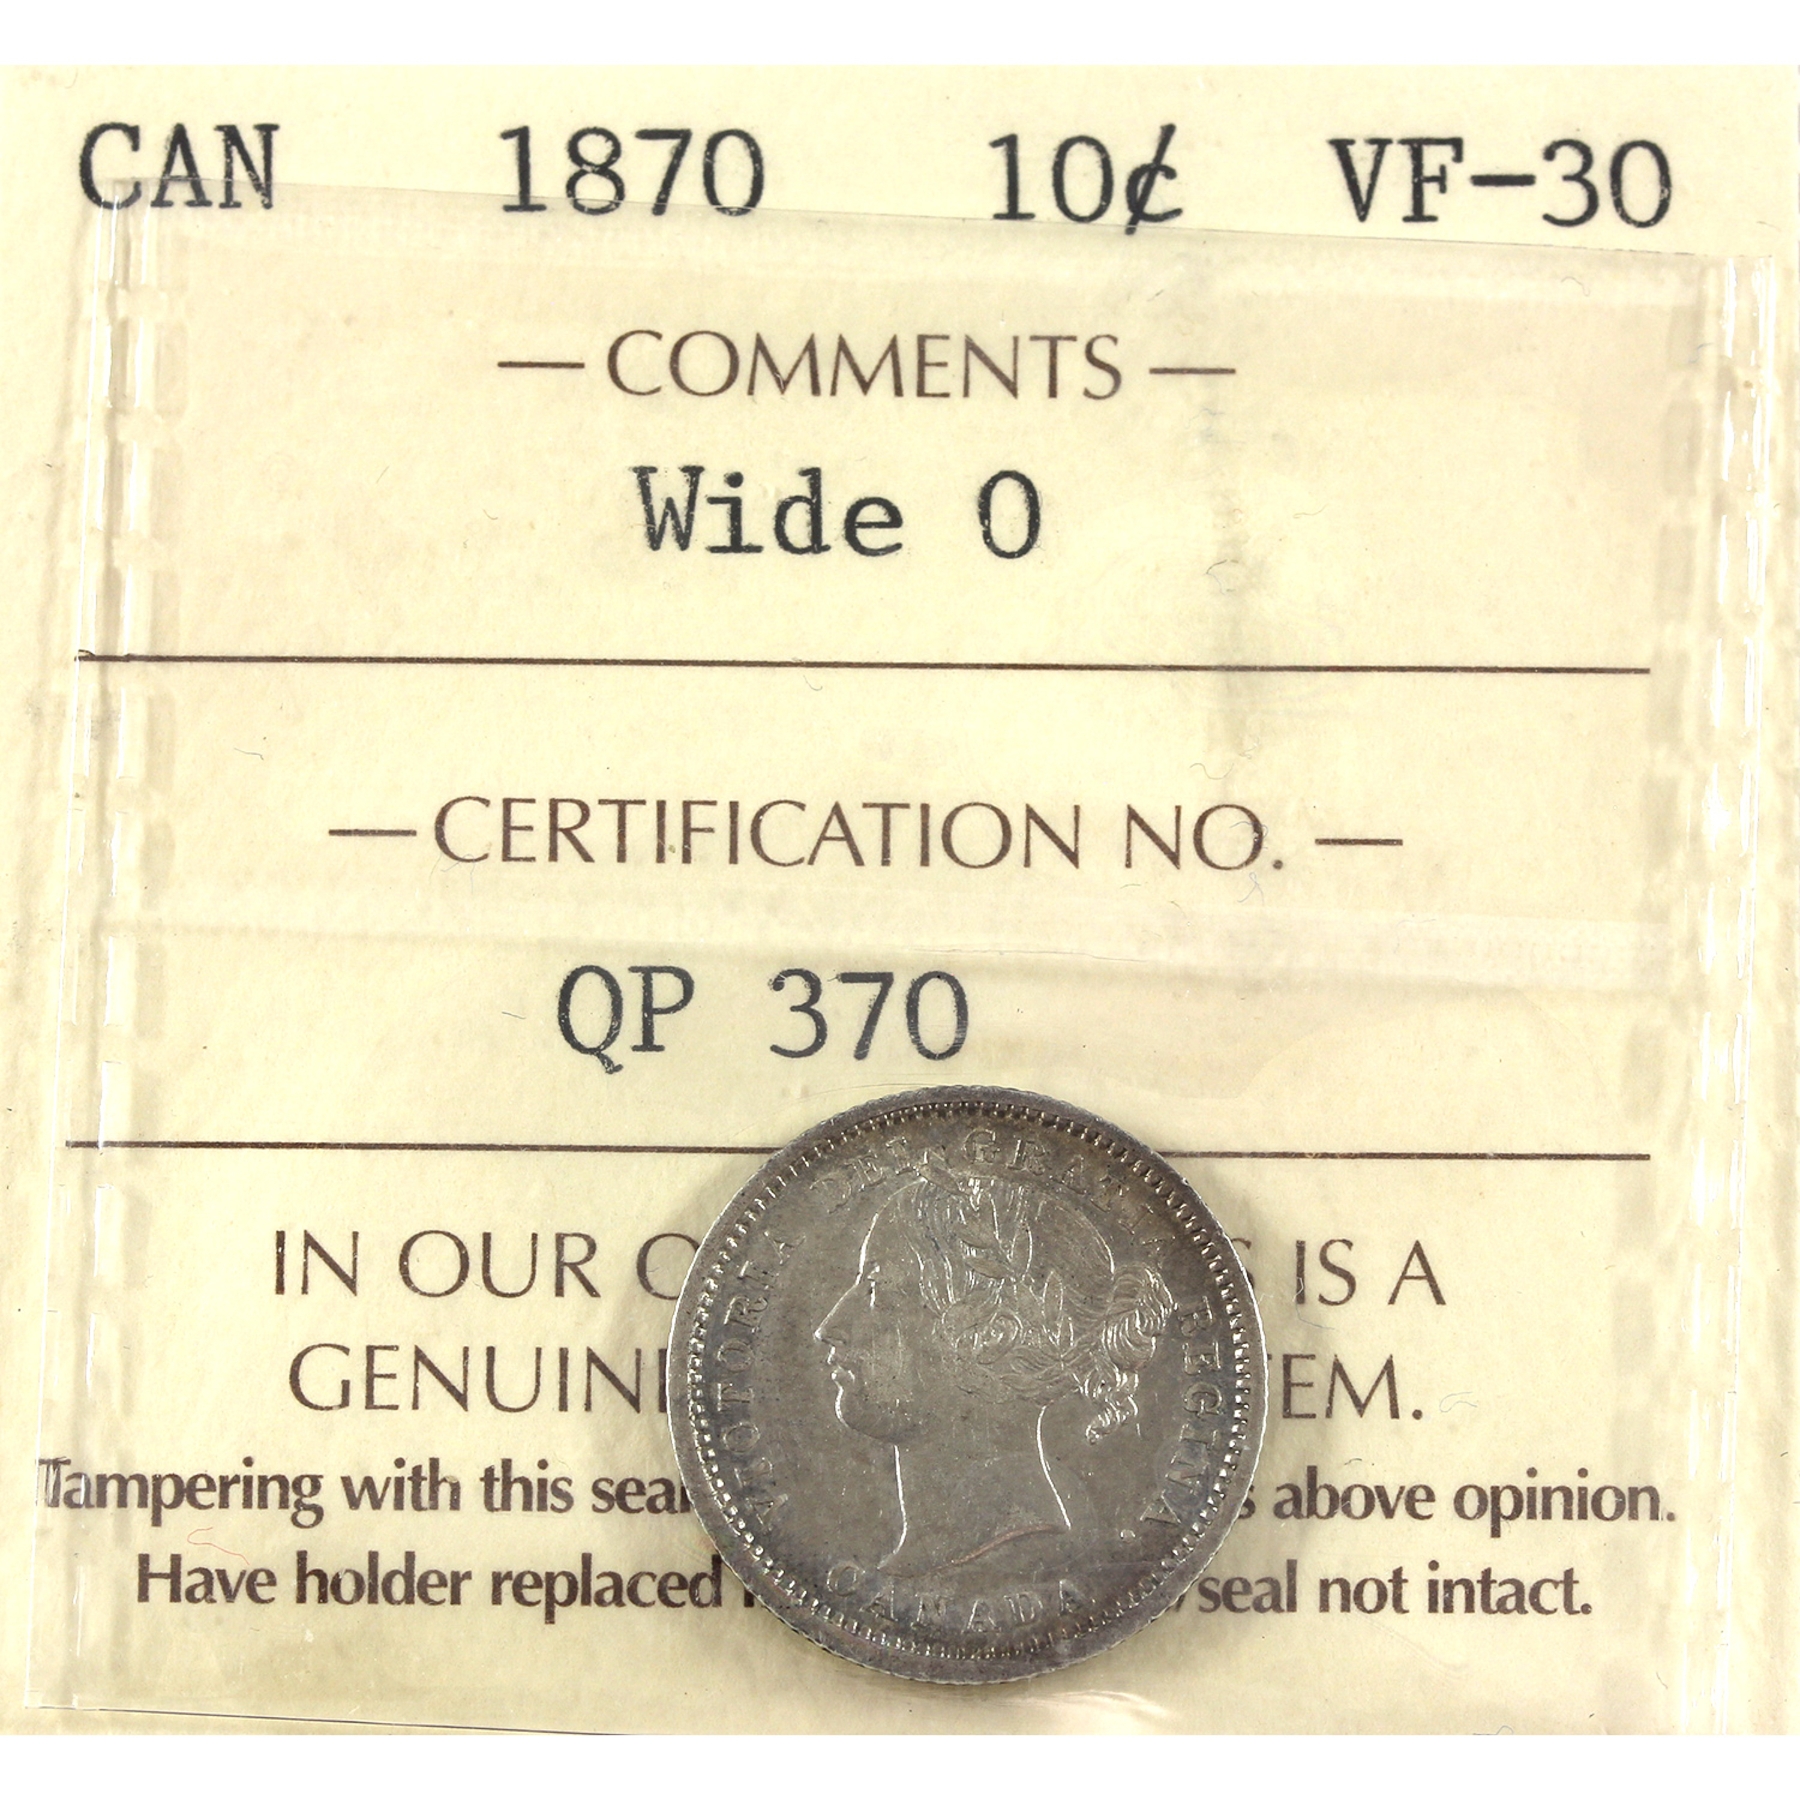 CAN 1870 10¢ VF-30
— COMMENTS —
Wide 0
— CERTIFICATION NO. —
QP 370
IN OUR IS A
GENUINE
Tampering with this seal above opinion.
Have holder replaced seal not intact.
VICTORIA DEI GRATIA REGINA.
CANADA